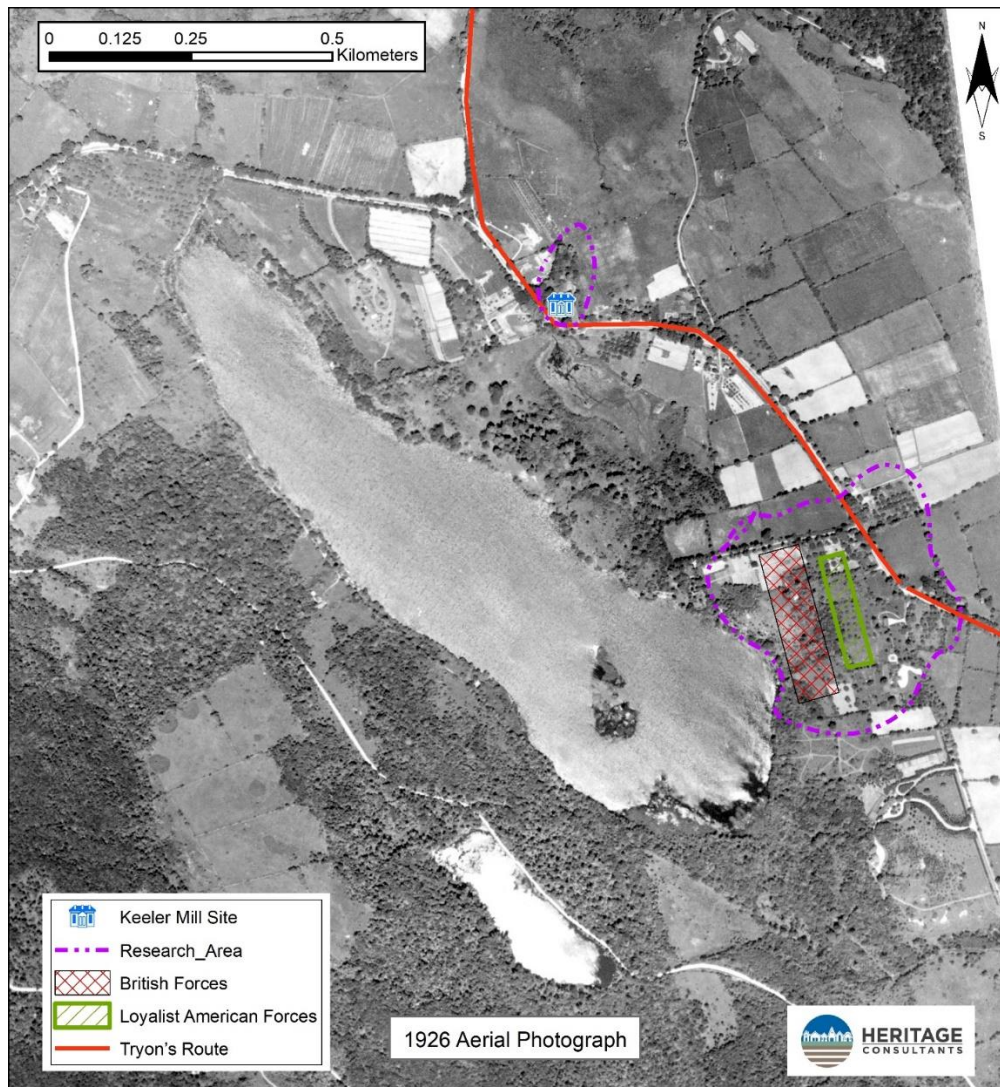 0 0.125 0.25 0.5
Kilometers
N
S
Keeler Mill Site
Research_Area
British Forces
Loyalist American Forces
Tryon's Route
1926 Aerial Photograph
HERITAGE
CONSULTANTS